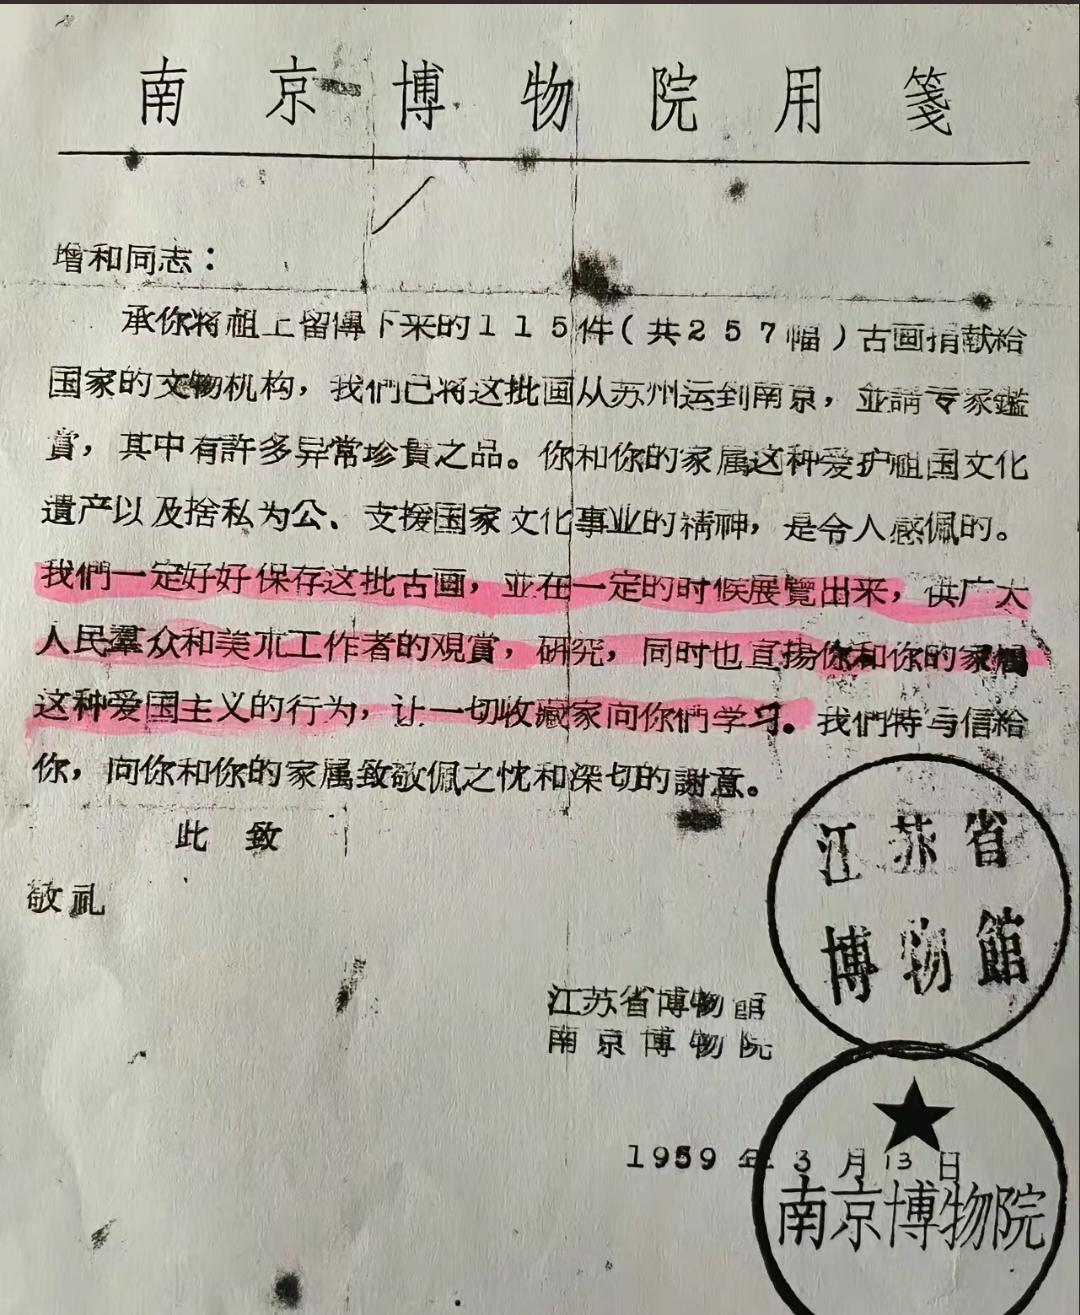 南京博物院用箋
增和同志：
承你将祖上留傳下来的115件（共257幅）古画捐献给
国家的文物机构，我們已将这批画从苏州运到南京，並請专家鑑
賞，其中有許多异常珍貴之品。你和你的家属这种爱护祖国文化
遺产以及捨私为公、支援国家文化事业的精神，是令人感佩的。
我們一定好好保存这批古画，並在一定的时候展覽出来，供广大
人民羣众和美朮工作者的观賞，研究，同时也宣揚你和你的家属
这种爱国主义的行为，让一切收藏家向你們学习。我們特与信给
你，向你和你的家属致敬佩之忱和深切的謝意。
此致
敬礼
江苏省
博物館
江苏省博物館
南京博物院
1959年3月13日
南京博物院